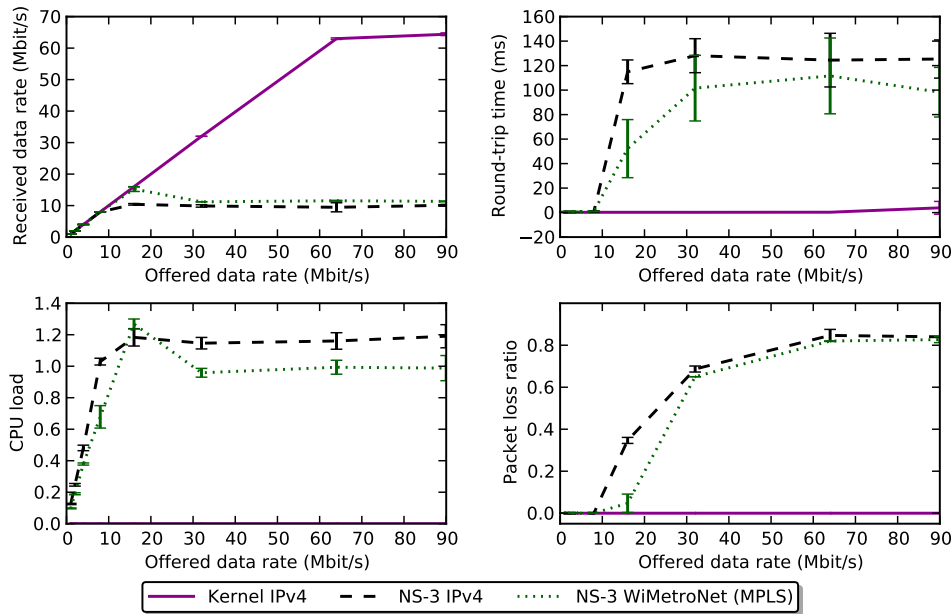 Received data rate (Mbit/s)
70
60
50
40
30
20
10
0
0 10 20 30 40 50 60 70 80 90
Offered data rate (Mbit/s)
Round-trip time (ms)
160
140
120
100
80
60
40
20
0
−20
0 10 20 30 40 50 60 70 80 90
Offered data rate (Mbit/s)
CPU load
1.4
1.2
1.0
0.8
0.6
0.4
0.2
0.0
0 10 20 30 40 50 60 70 80 90
Offered data rate (Mbit/s)
Packet loss ratio
0.8
0.6
0.4
0.2
0.0
0 10 20 30 40 50 60 70 80 90
Offered data rate (Mbit/s)
Kernel IPv4 NS-3 IPv4 NS-3 WiMetroNet (MPLS)